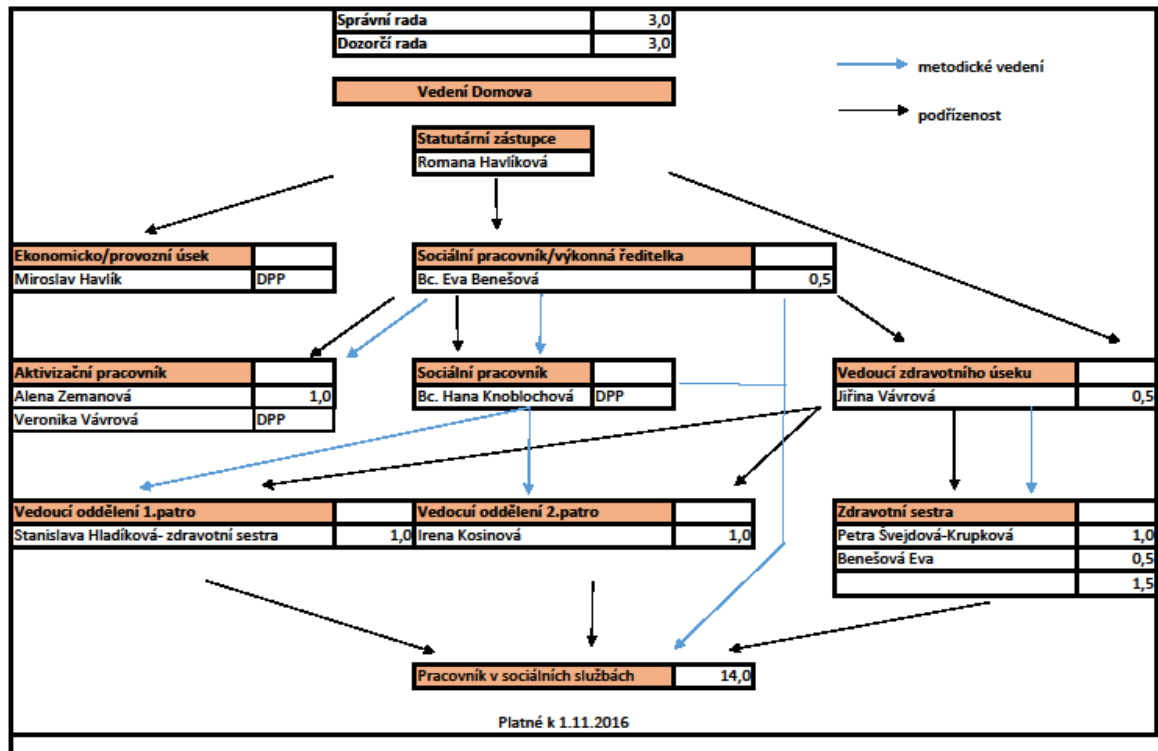 Správní rada 3,0
Dozorčí rada 3,0
metodické vedení
Vedení Domova
podřízenost
Statutární zástupce
Romana Havlíková
Ekonomicko/provozní úsek
Miroslav Havlík DPP
Sociální pracovník/výkonná ředitelka
Bc. Eva Benešová 0,5
Aktivizační pracovník
Alena Zemanová 1,0
Veronika Vávrová DPP
Sociální pracovník
Bc. Hana Knoblochová DPP
Vedoucí zdravotního úseku
Jiřina Vávrová 0,5
Vedoucí oddělení 1.patro
Stanislava Hladíková- zdravotní sestra 1,0
Vedocuí oddělení 2.patro
Irena Kosinová 1,0
Zdravotní sestra
Petra Švejdová-Krupková 1,0
Benešová Eva 0,5
1,5
Pracovník v sociálních službách 14,0
Platné k 1.11.2016